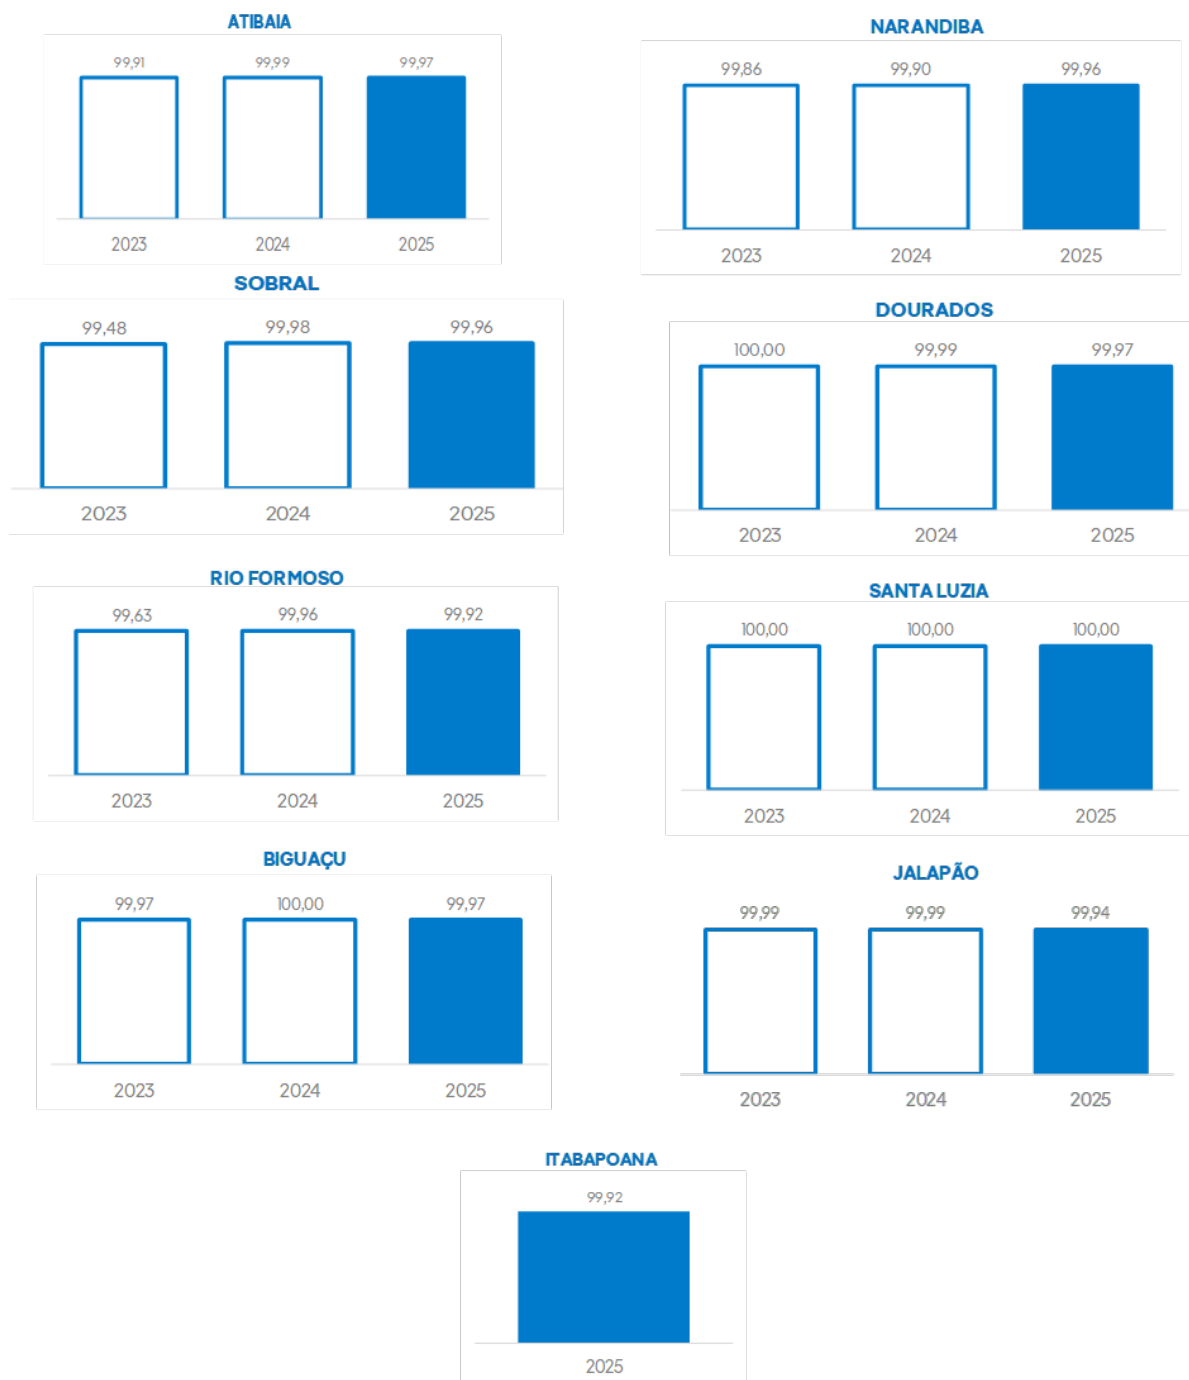 ATIBAIA
99,91 99,99 99,97
2023 2024 2025
NARANDIBA
99,86 99,90 99,96
2023 2024 2025
SOBRAL
99,48 99,98 99,96
2023 2024 2025
DOURADOS
100,00 99,99 99,97
2023 2024 2025
RIO FORMOSO
99,63 99,96 99,92
2023 2024 2025
SANTA LUZIA
100,00 100,00 100,00
2023 2024 2025
BIGUAÇU
99,97 100,00 99,97
2023 2024 2025
JALAPÃO
99,99 99,99 99,94
2023 2024 2025
ITABAPOANA
99,92
2025